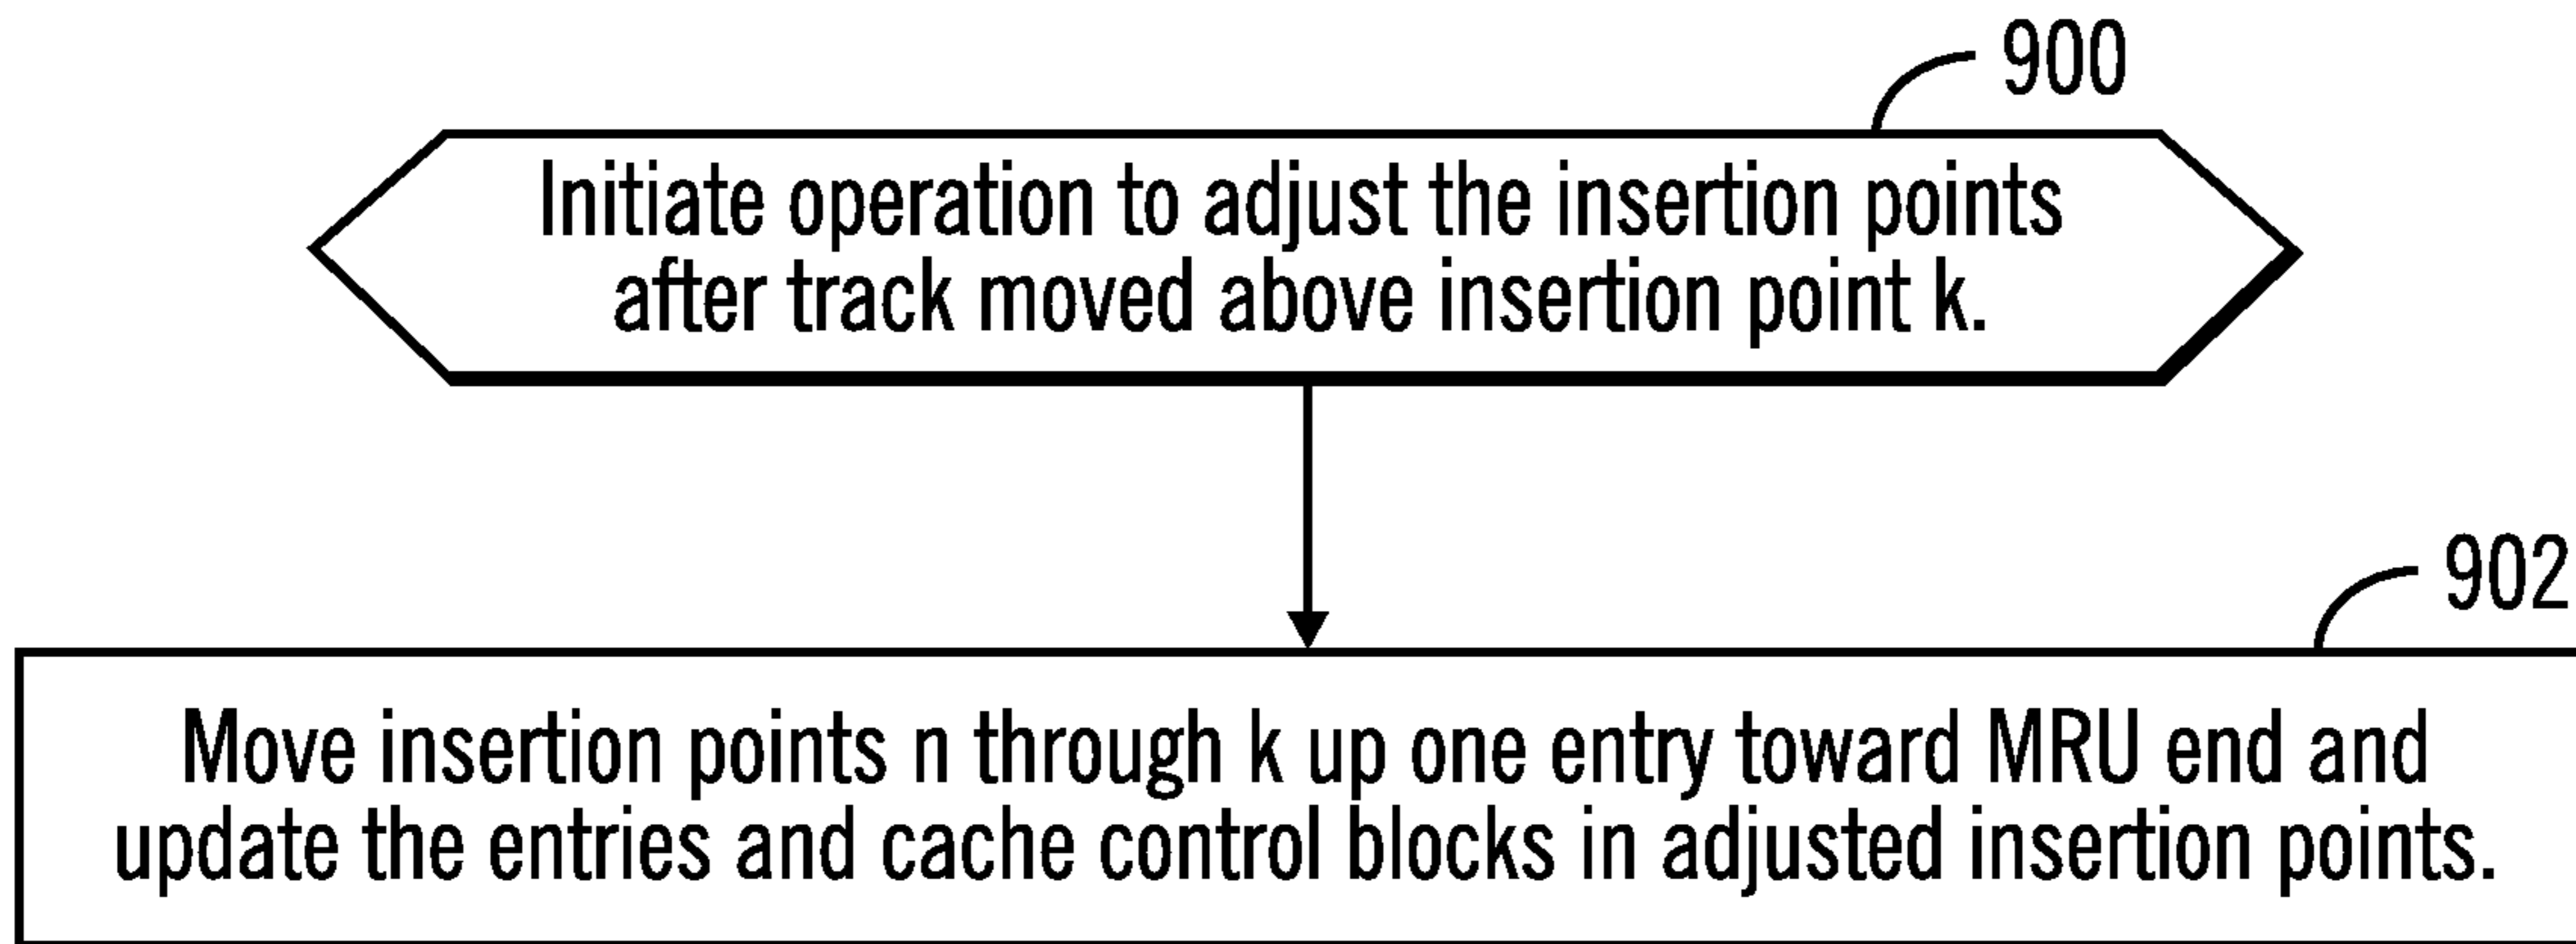 900
Initiate operation to adjust the insertion points
after track moved above insertion point k.
902
Move insertion points n through k up one entry toward MRU end and
update the entries and cache control blocks in adjusted insertion points.